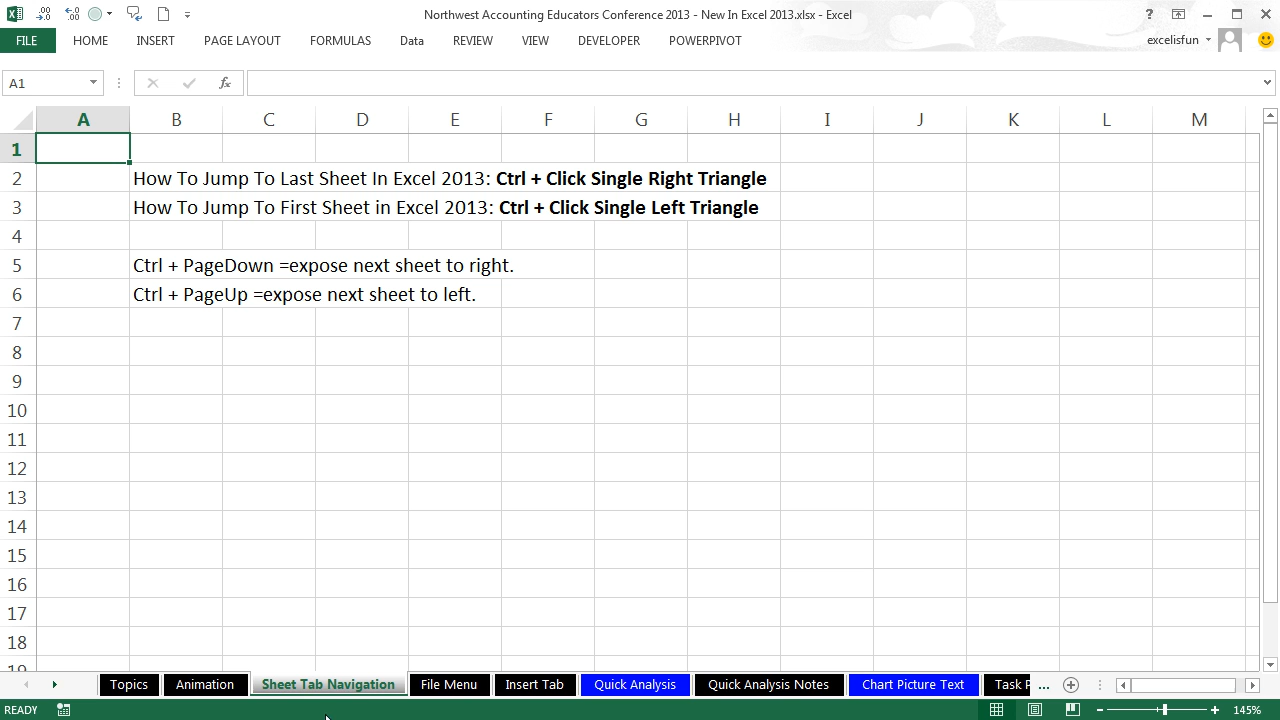 Northwest Accounting Educators Conference 2013 - New In Excel 2013.xlsx - Excel
FILE HOME INSERT PAGE LAYOUT FORMULAS Data REVIEW VIEW DEVELOPER POWERPIVOT excelisfun
A1 fx
A B C D E F G H I J K L M
1
2 How To Jump To Last Sheet In Excel 2013: Ctrl + Click Single Right Triangle
3 How To Jump To First Sheet in Excel 2013: Ctrl + Click Single Left Triangle
4
5 Ctrl + PageDown =expose next sheet to right.
6 Ctrl + PageUp =expose next sheet to left.
7
8
9
10
11
12
13
14
15
16
17
18
19
Topics Animation Sheet Tab Navigation File Menu Insert Tab Quick Analysis Quick Analysis Notes Chart Picture Text Task ...
READY 145%